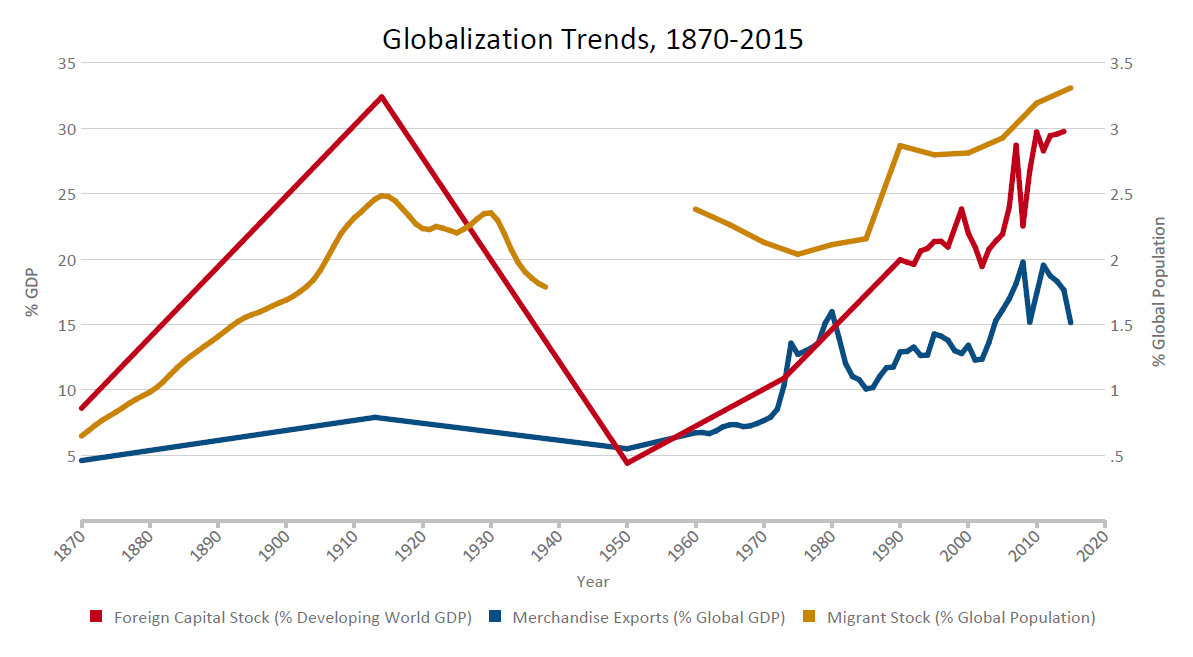 Globalization Trends, 1870-2015
35
30
25
20
15
10
5
% GDP
3.5
3
2.5
2
1.5
1
.5
% Global Population
1870 1880 1890 1900 1910 1920 1930 1940 1950 1960 1970 1980 1990 2000 2010 2020
Year
Foreign Capital Stock (% Developing World GDP) Merchandise Exports (% Global GDP) Migrant Stock (% Global Population)